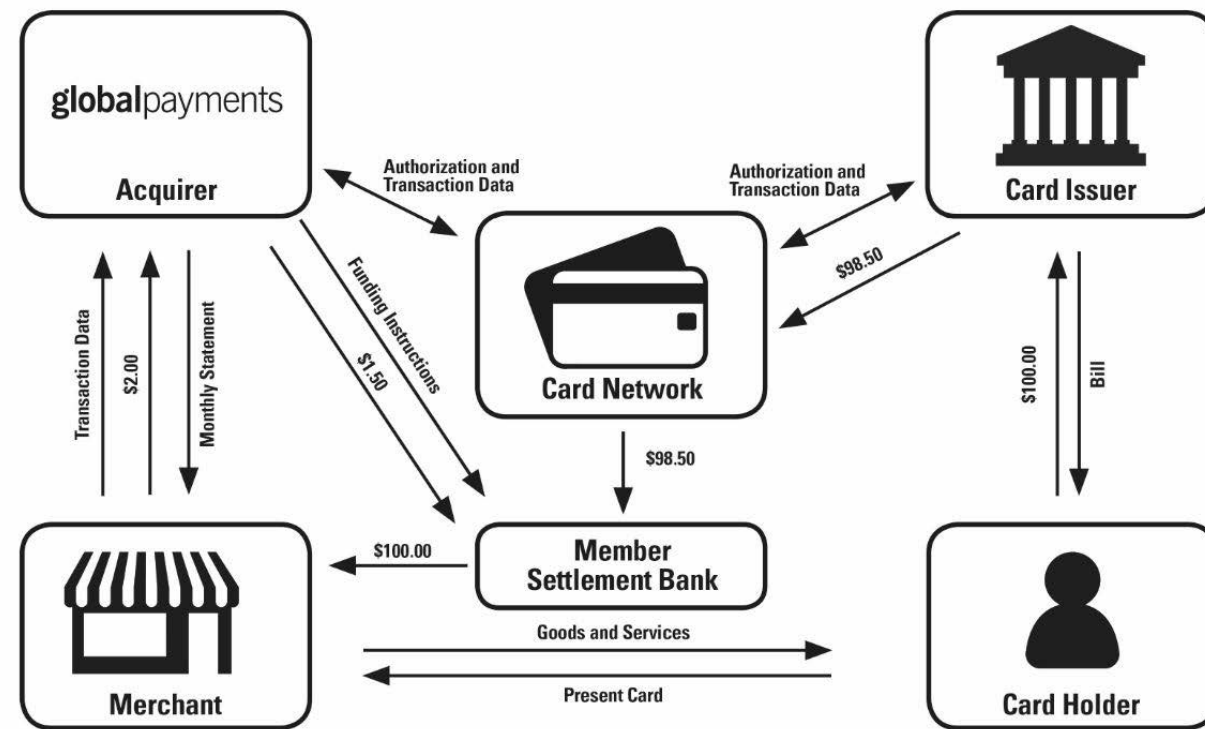 globalpayments
Acquirer
Card Issuer
Authorization and
Transaction Data
Authorization and
Transaction Data
$98.50
Card Network
Transaction Data
$2.00
Monthly Statement
Funding Instructions
$1.50
$100.00
Bill
$98.50
Member
Settlement Bank
$100.00
Goods and Services
Present Card
Merchant
Card Holder